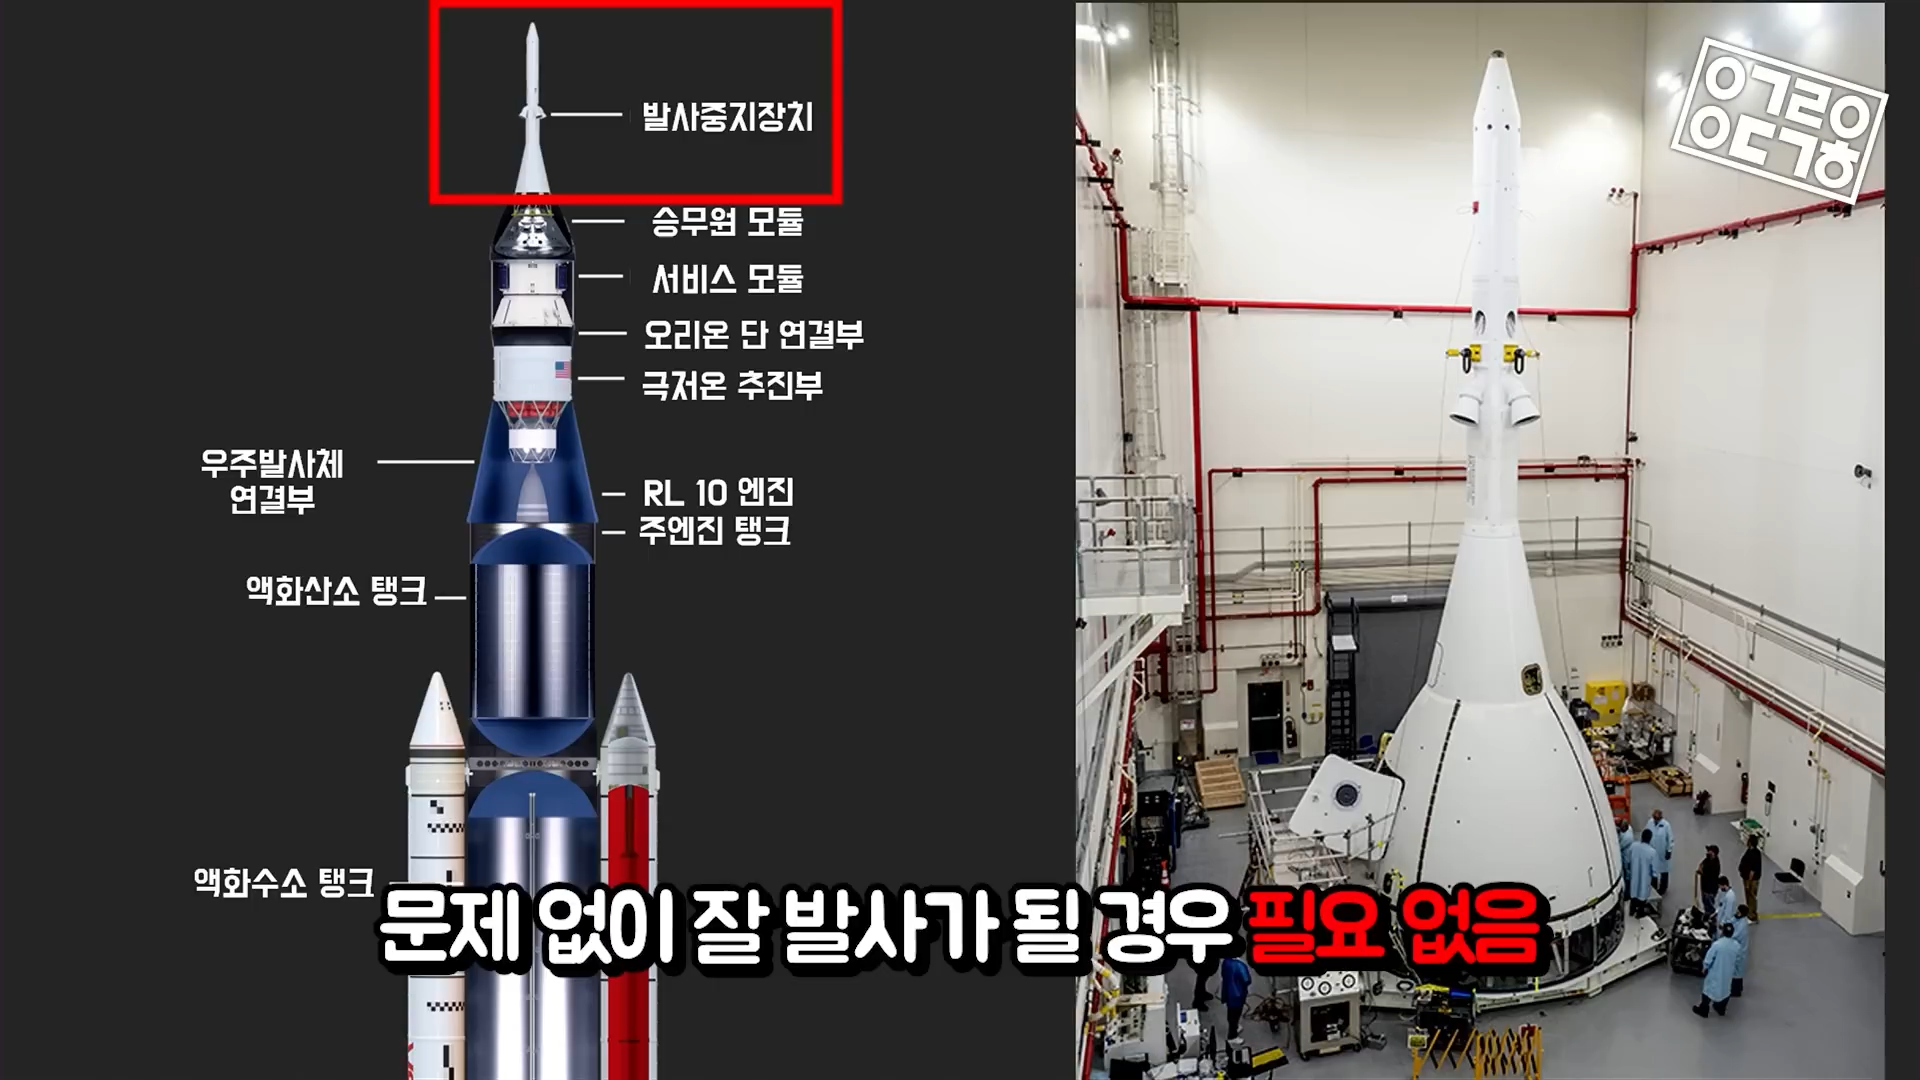 발사중지장치
승무원 모듈
서비스 모듈
오리온 단 연결부
극저온 추진부
우주발사체
연결부
RL 10 엔진
주엔진 탱크
액화산소 탱크
액화수소 탱크
문제 없이 잘 발사가 될 경우 필요 없음